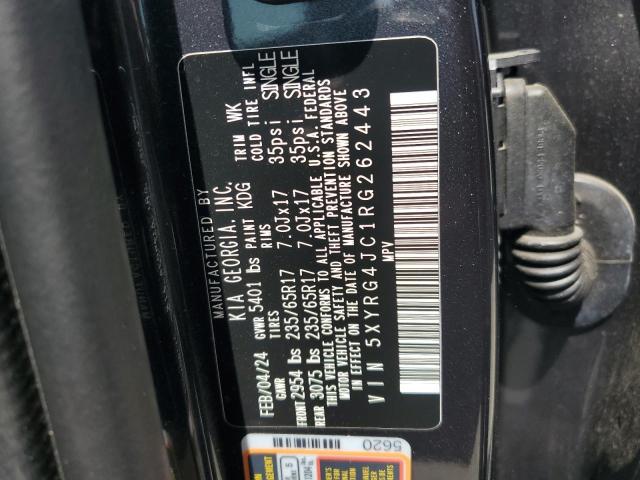 MANUFACTURED BY
KIA GEORGIA, INC.
FEB/04/24 GVWR 5401 lbs PAINT KDG TRIM WK
GAWR TIRES RIMS COLD TIRE INFL
FRONT 2954 lbs 235/65R17 7.0Jx17 35psi SINGLE
REAR 3075 lbs 235/65R17 7.0Jx17 35psi SINGLE
THIS VEHICLE CONFORMS TO ALL APPLICABLE U.S.A. FEDERAL
MOTOR VEHICLE SAFETY AND THEFT PREVENTION STANDARDS
IN EFFECT ON THE DATE OF MANUFACTURE SHOWN ABOVE
VIN 5XYRG4JC1RG262443
MPV
5620